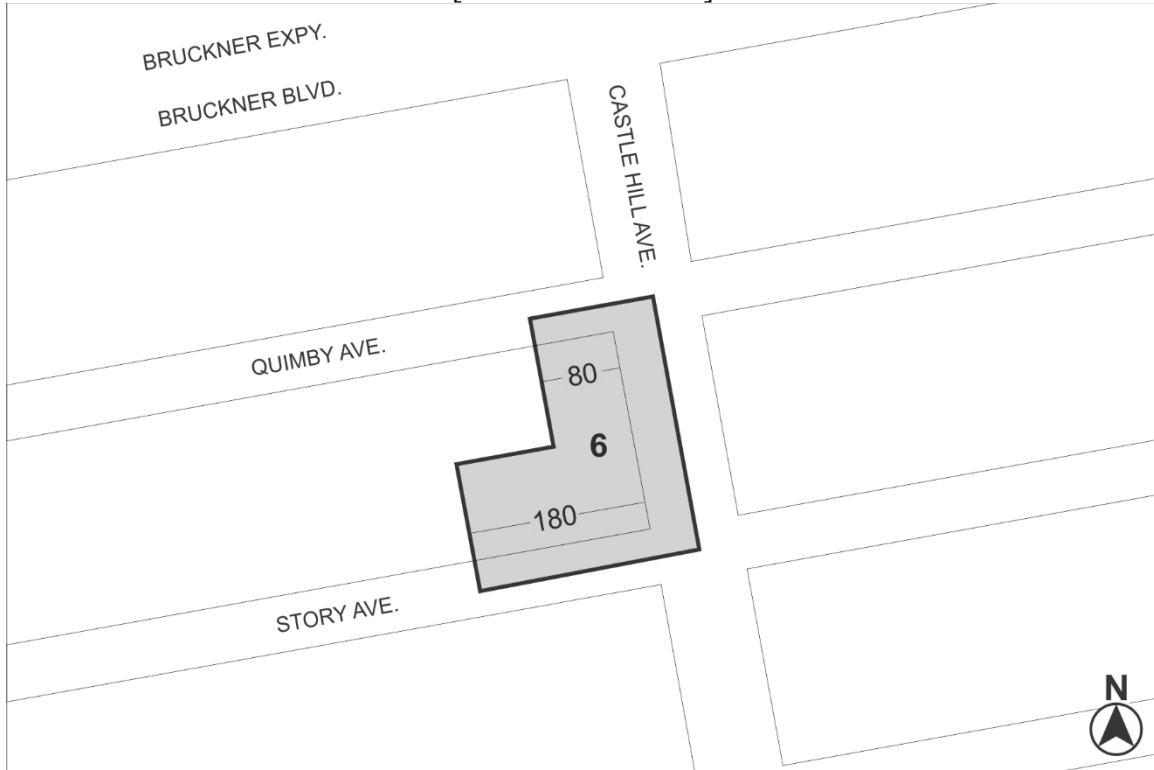 BRUCKNER EXPY.
BRUCKNER BLVD.
CASTLE HILL AVE.
QUIMBY AVE.
80
6
180
STORY AVE.
N